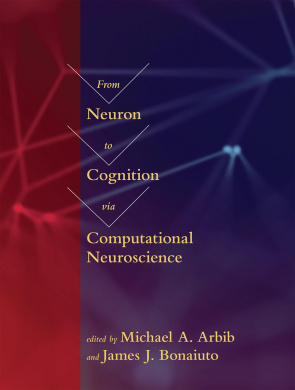 From
Neuron
to
Cognition
via
Computational
Neuroscience
edited by Michael A. Arbib
and James J. Bonaiuto